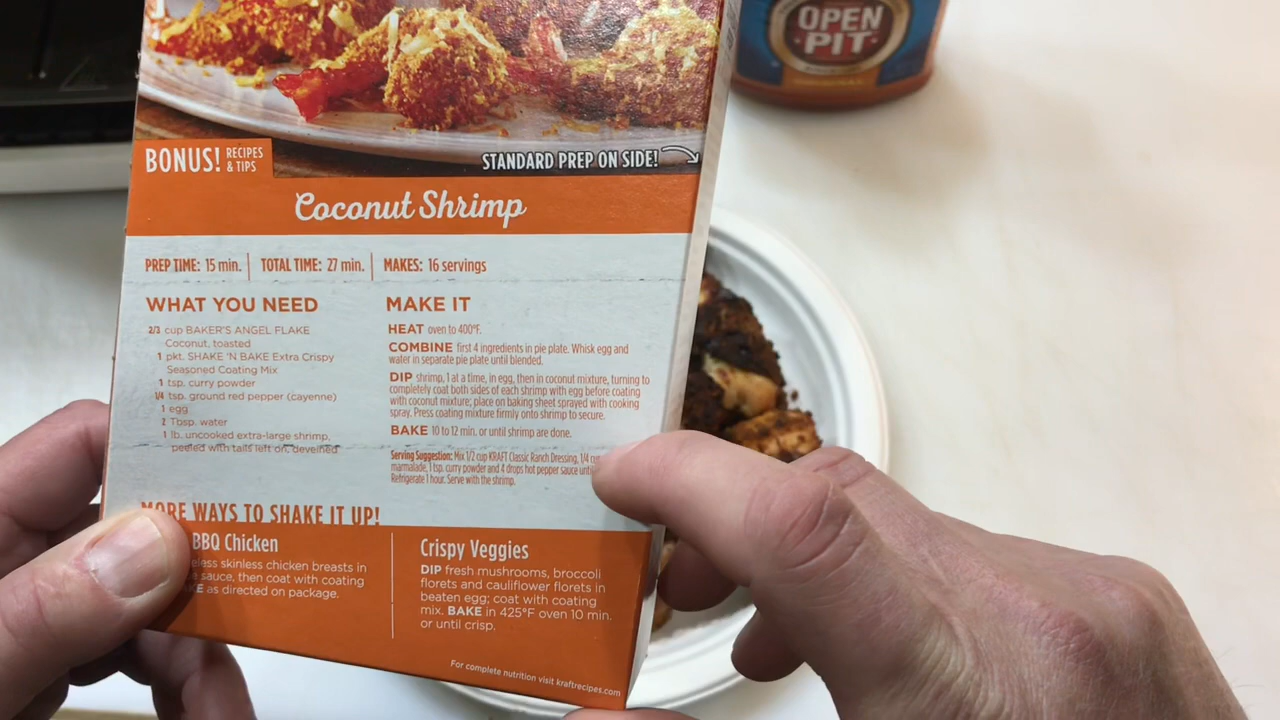 OPEN
PIT
BONUS! RECIPES
& TIPS
STANDARD PREP ON SIDE!
Coconut Shrimp
PREP TIME: 15 min. TOTAL TIME: 27 min. MAKES: 16 servings
WHAT YOU NEED
2/3 cup BAKER'S ANGEL FLAKE
Coconut, toasted
1 pkt. SHAKE 'N BAKE Extra Crispy
Seasoned Coating Mix
1 tsp. curry powder
1/4 tsp. ground red pepper (cayenne)
1 egg
2 Tbsp. water
1 lb. uncooked extra-large shrimp,
peeled with tails left on, deveined
MAKE IT
HEAT oven to 400°F.
COMBINE first 4 ingredients in pie plate. Whisk egg and
water in separate pie plate until blended.
DIP shrimp, 1 at a time, in egg, then in coconut mixture, turning to
completely coat both sides of each shrimp with egg before coating
with coconut mixture; place on baking sheet sprayed with cooking
spray. Press coating mixture firmly onto shrimp to secure.
BAKE 10 to 12 min. or until shrimp are done.
Serving Suggestion: Mix 1/2 cup KRAFT Classic Ranch Dressing, 1/4
marmalade, 1 tsp. curry powder and 4 drops hot pepper sauce
Refrigerate 1 hour. Serve with the shrimp.
MORE WAYS TO SHAKE IT UP!
BBQ Chicken
skinless chicken breasts in
sauce, then coat with coating
as directed on package.
Crispy Veggies
DIP fresh mushrooms, broccoli
florets and cauliflower florets in
beaten egg; coat with coating
mix. BAKE in 425°F oven 10 min.
or until crisp.
For complete nutrition visit kraftrecipes.com